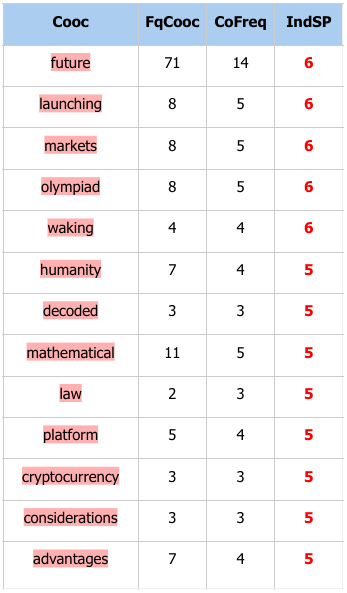 Cooc FqCooc CoFreq IndSP
future 71 14 6
launching 8 5 6
markets 8 5 6
olympiad 8 5 6
waking 4 4 6
humanity 7 4 5
decoded 3 3 5
mathematical 11 5 5
law 2 3 5
platform 5 4 5
cryptocurrency 3 3 5
considerations 3 3 5
advantages 7 4 5